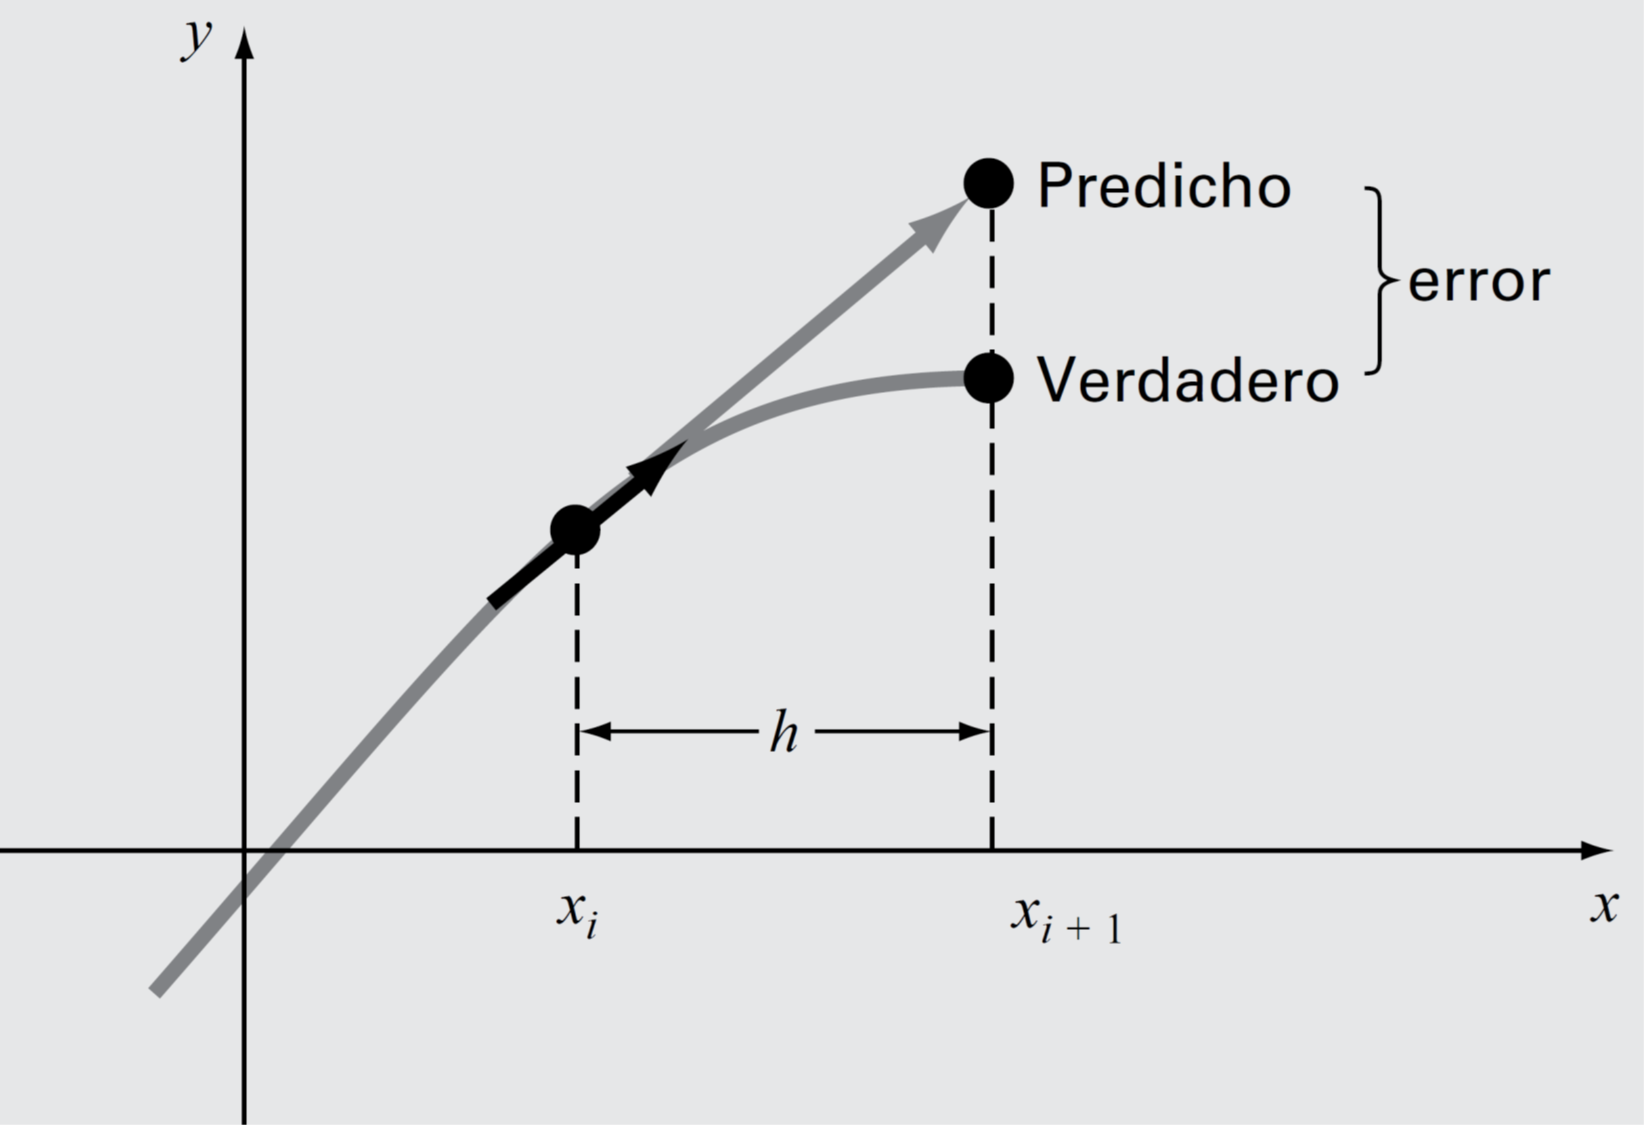 y
Predicho
error
Verdadero
h
x_i
x_{i + 1}
x